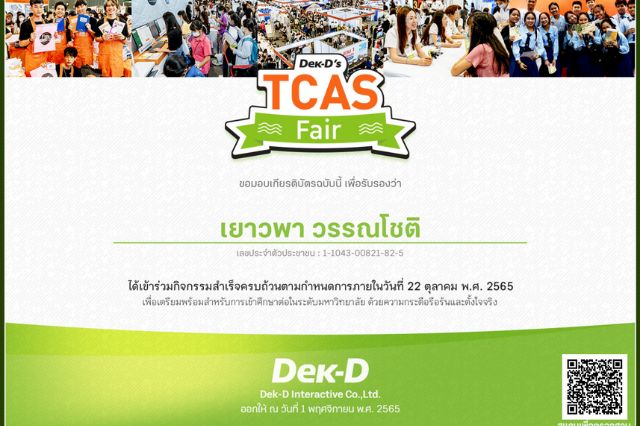 DEK-D's
TCAS
Fair
ขอมอบเกียรติบัตรฉบับนี้ เพื่อรับรองว่า
เยาวพา วรรณโชติ
เลขประจำตัวประชาชน : 1-1043-00821-82-5
ได้เข้าร่วมกิจกรรมสำเร็จครบถ้วนตามกำหนดการภายในวันที่ 22 ตุลาคม พ.ศ. 2565
เพื่อเตรียมพร้อมสำหรับการเข้าศึกษาต่อในระดับมหาวิทยาลัย ด้วยความกระตือรือร้นและตั้งใจจริง
DEK-D
Dek-D Interactive Co.,Ltd.
ออกให้ ณ วันที่ 1 พฤศจิกายน พ.ศ. 2565